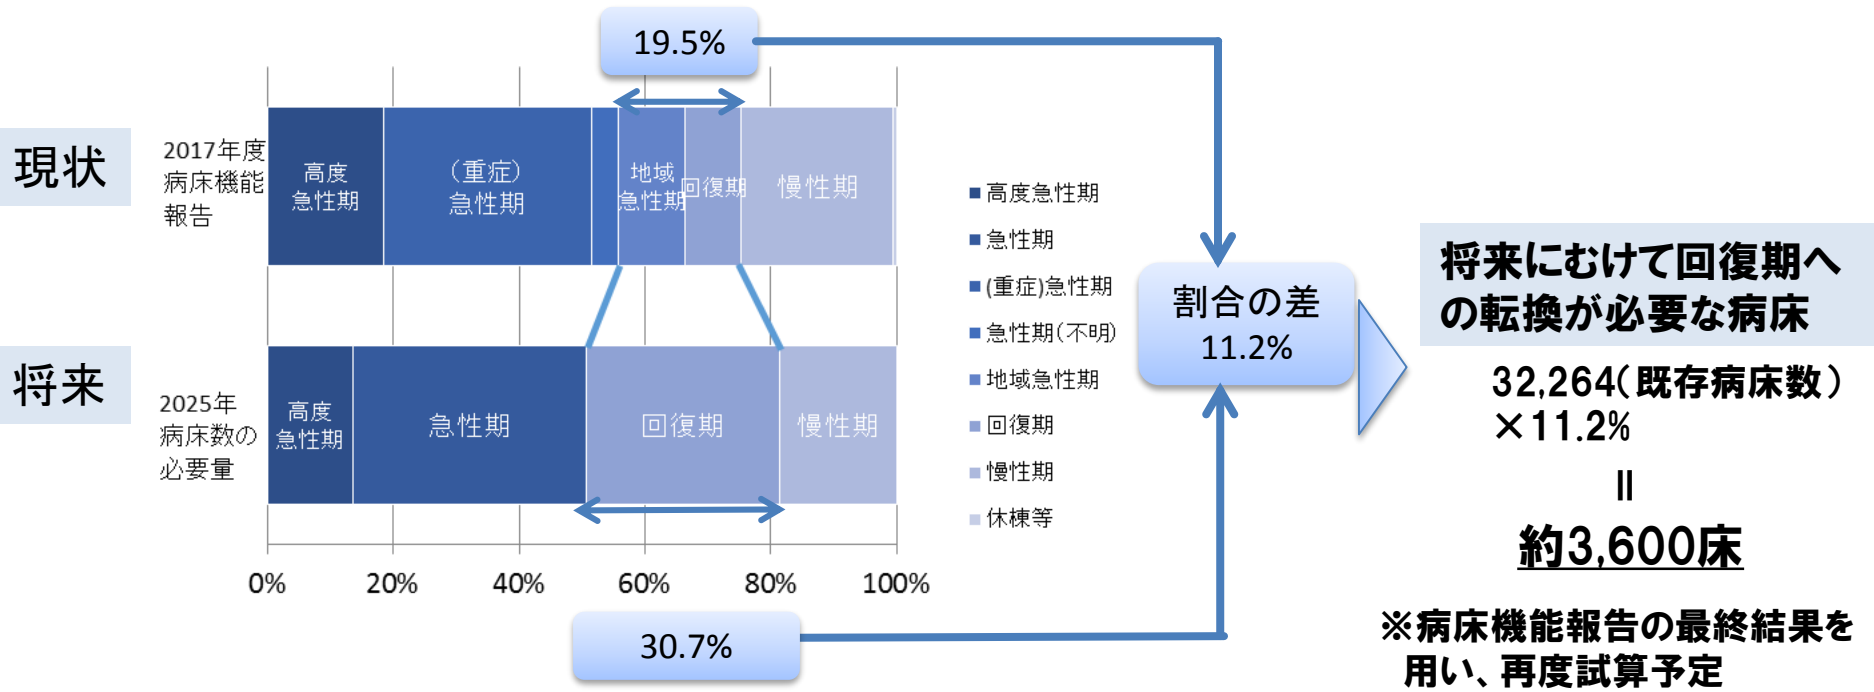 19.5%
現状
2017年度
病床機能
報告
高度
急性期
（重症）
急性期
地域
急性期
回復期
慢性期
将来
2025年
病床数の
必要量
高度
急性期
急性期
回復期
慢性期
0% 20% 40% 60% 80% 100%
30.7%
高度急性期
急性期
(重症)急性期
急性期(不明)
地域急性期
回復期
慢性期
休棟等
割合の差
11.2%
将来にむけて回復期へ
の転換が必要な病床
32,264(既存病床数)
×11.2%
＝
約3,600床
※病床機能報告の最終結果を
用い、再度試算予定